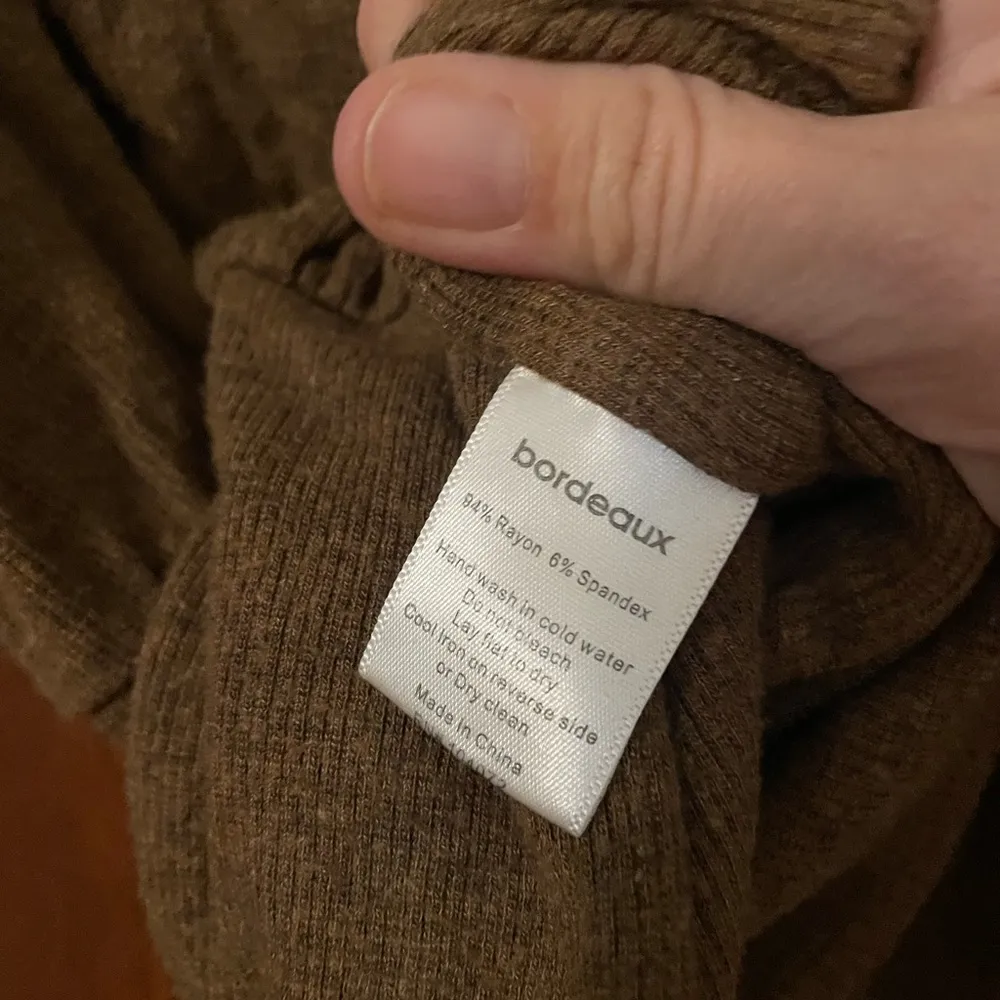 bordeaux
94% Rayon 6% Spandex
Hand wash in cold water
Do not bleach
Lay flat to dry
Cool Iron on reverse side
or Dry clean
Made in China